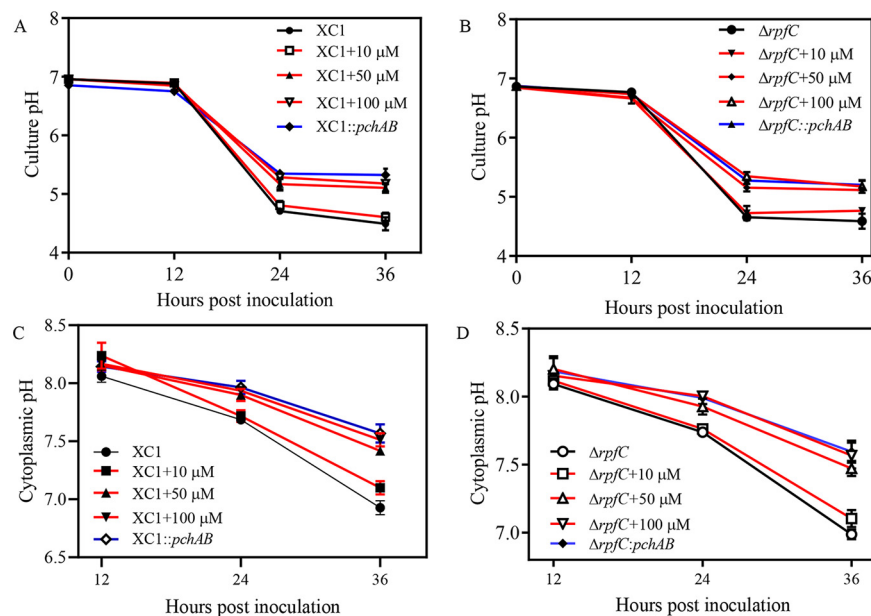 A
8
7
6
5
4
Culture pH
0
12
24
36
Hours post inoculation
XC1
XC1+10 μM
XC1+50 μM
XC1+100 μM
XC1::pchAB
B
8
7
6
5
4
Culture pH
0
12
24
36
Hours post inoculation
ΔrpfC
ΔrpfC+10 μM
ΔrpfC+50 μM
ΔrpfC+100 μM
ΔrpfC::pchAB
C
8.5
8.0
7.5
7.0
6.5
Cytoplasmic pH
12
24
36
Hours post inoculation
XC1
XC1+10 μM
XC1+50 μM
XC1+100 μM
XC1::pchAB
D
8.5
8.0
7.5
7.0
Cytoplasmic pH
12
24
36
Hours post inoculation
ΔrpfC
ΔrpfC+10 μM
ΔrpfC+50 μM
ΔrpfC+100 μM
ΔrpfC:pchAB